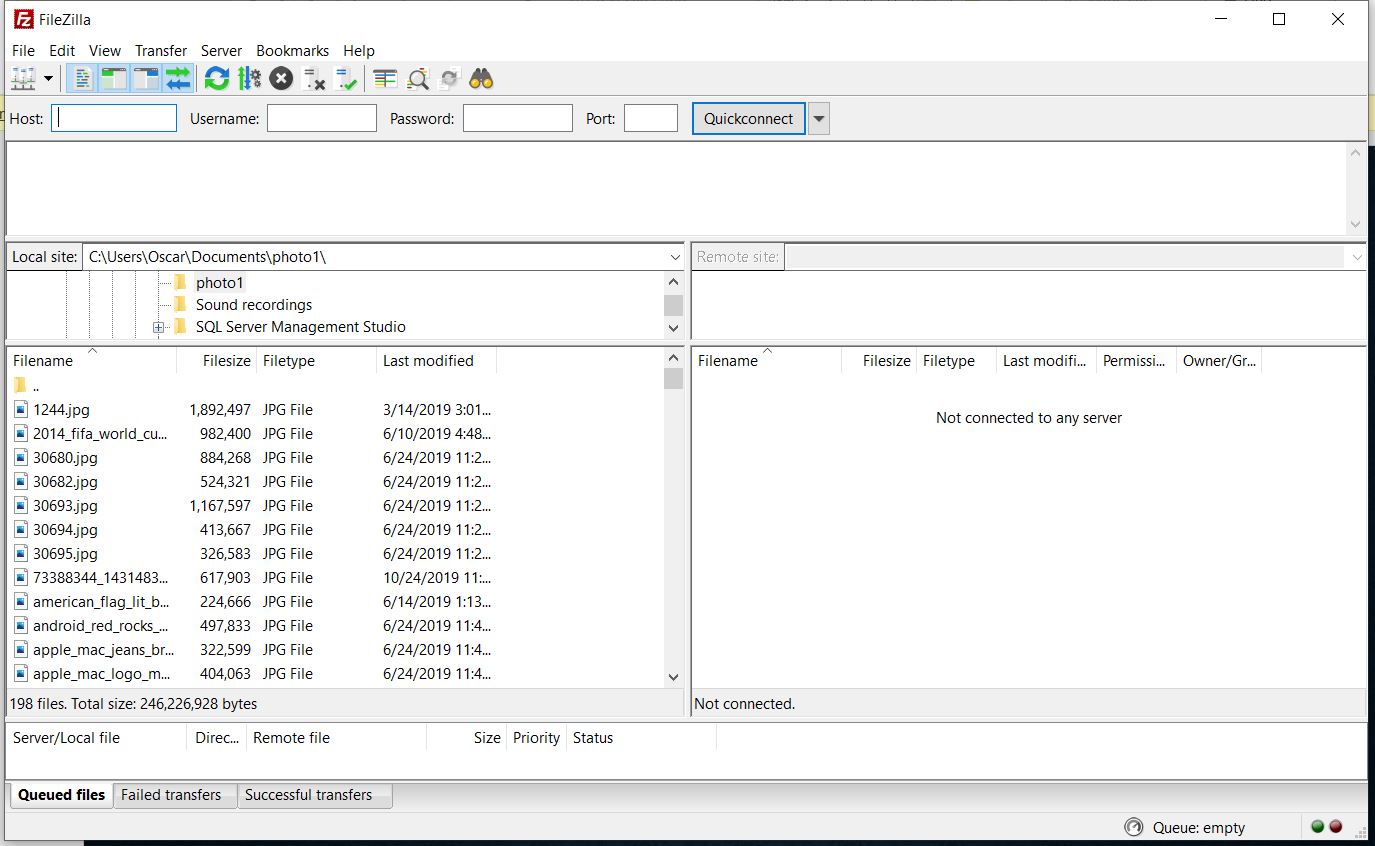 FileZilla
File Edit View Transfer Server Bookmarks Help
Host: Username: Password: Port: Quickconnect
Local site: C:\Users\Oscar\Documents\photo1\
photo1
Sound recordings
SQL Server Management Studio
Filename Filesize Filetype Last modified
..
1244.jpg 1,892,497 JPG File 3/14/2019 3:01...
2014_fifa_world_cu... 982,400 JPG File 6/10/2019 4:48...
30680.jpg 884,268 JPG File 6/24/2019 11:2...
30682.jpg 524,321 JPG File 6/24/2019 11:2...
30693.jpg 1,167,597 JPG File 6/24/2019 11:2...
30694.jpg 413,667 JPG File 6/24/2019 11:2...
30695.jpg 326,583 JPG File 6/24/2019 11:2...
73388344_1431483... 617,903 JPG File 10/24/2019 11:...
american_flag_lit_b... 224,666 JPG File 6/14/2019 1:13...
android_red_rocks_... 497,833 JPG File 6/24/2019 11:4...
apple_mac_jeans_br... 322,599 JPG File 6/24/2019 11:4...
apple_mac_logo_m... 404,063 JPG File 6/24/2019 11:4...
198 files. Total size: 246,226,928 bytes
Remote site:
Filename Filesize Filetype Last modifi... Permissi... Owner/Gr...
Not connected to any server
Not connected.
Server/Local file Direc... Remote file Size Priority Status
Queued files Failed transfers Successful transfers
Queue: empty